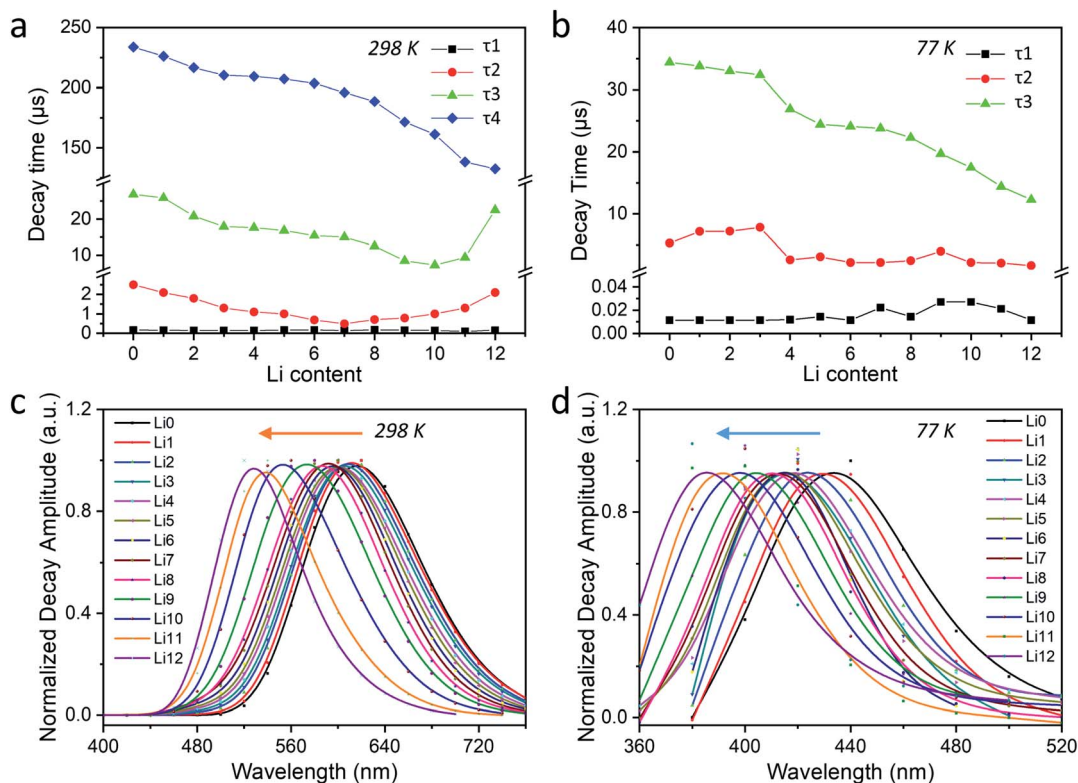 a
298 K
τ1
τ2
τ3
τ4
Decay time (μs)
250
200
150
20
10
2
1
0
0 2 4 6 8 10 12
Li content
b
77 K
τ1
τ2
τ3
Decay Time (μs)
40
30
20
10
0.04
0.02
0.00
0 2 4 6 8 10 12
Li content
c
298 K
Li0
Li1
Li2
Li3
Li4
Li5
Li6
Li7
Li8
Li9
Li10
Li11
Li12
Normalized Decay Amplitude (a.u.)
1.2
0.8
0.4
0.0
400 480 560 640 720
Wavelength (nm)
d
77 K
Li0
Li1
Li2
Li3
Li4
Li5
Li6
Li7
Li8
Li9
Li10
Li11
Li12
Normalized Decay Amplitude (a.u.)
1.2
0.8
0.4
0.0
360 400 440 480 520
Wavelength (nm)